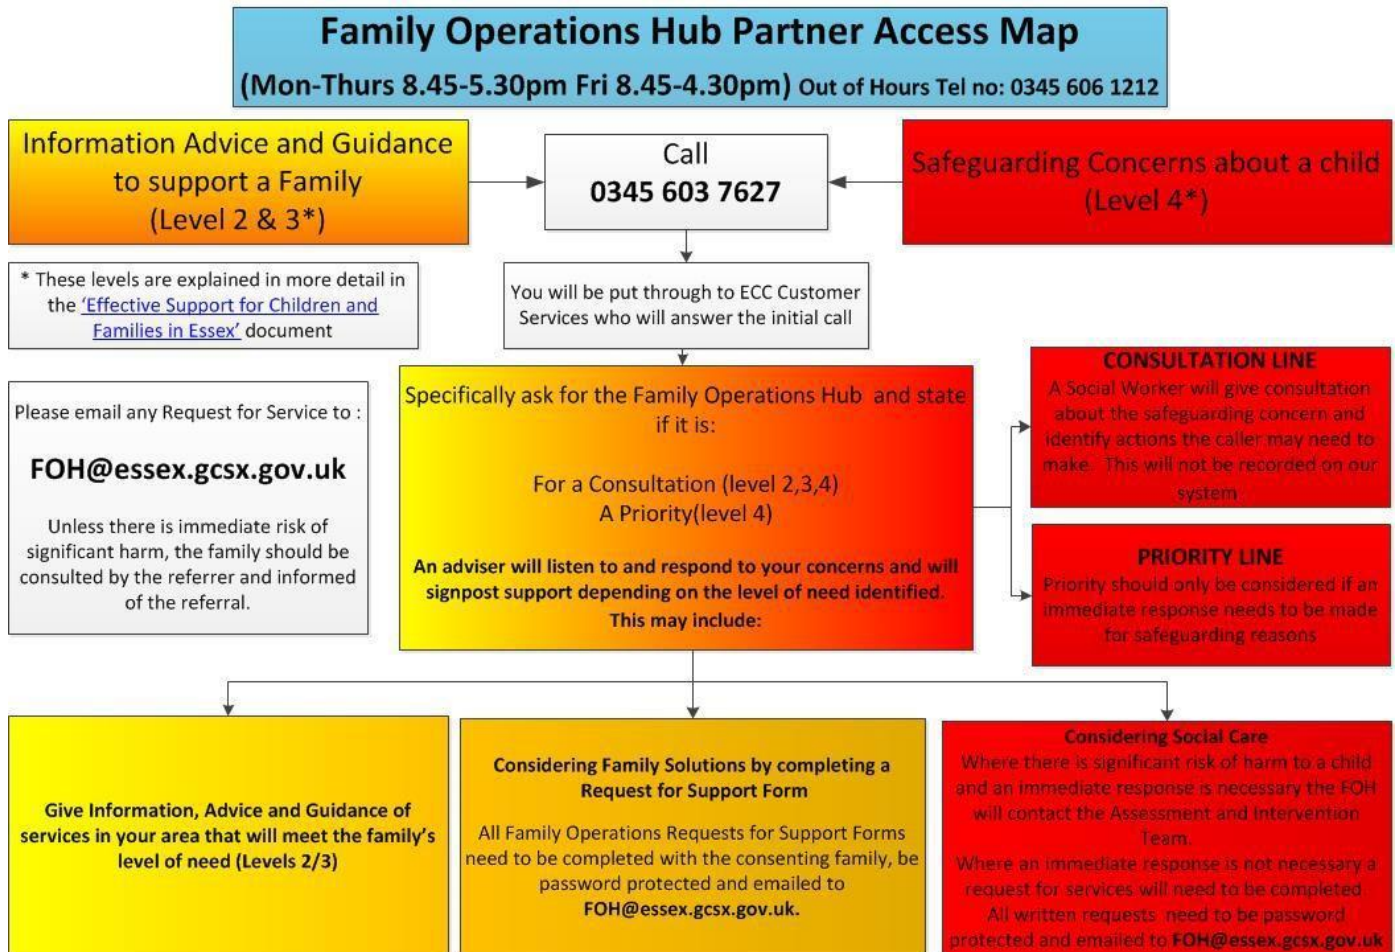 Family Operations Hub Partner Access Map
(Mon-Thurs 8.45-5.30pm Fri 8.45-4.30pm) Out of Hours Tel no: 0345 606 1212
Information Advice and Guidance
to support a Family
(Level 2 & 3*)
Call
0345 603 7627
Safeguarding Concerns about a child
(Level 4*)
* These levels are explained in more detail in
the 'Effective Support for Children and
Families in Essex' document
You will be put through to ECC Customer
Services who will answer the initial call
Please email any Request for Service to :
FOH@essex.gcsx.gov.uk
Unless there is immediate risk of
significant harm, the family should be
consulted by the referrer and informed
of the referral.
Specifically ask for the Family Operations Hub and state
if it is:
For a Consultation (level 2,3,4)
A Priority(level 4)
An adviser will listen to and respond to your concerns and will
signpost support depending on the level of need identified.
This may include:
CONSULTATION LINE
A Social Worker will give consultation
about the safeguarding concern and
identify actions the caller may need to
make. This will not be recorded on our
system
PRIORITY LINE
Priority should only be considered if an
immediate response needs to be made
for safeguarding reasons
Give Information, Advice and Guidance of
services in your area that will meet the family's
level of need (Levels 2/3)
Considering Family Solutions by completing a
Request for Support Form
All Family Operations Requests for Support Forms
need to be completed with the consenting family, be
password protected and emailed to
FOH@essex.gcsx.gov.uk.
Considering Social Care
Where there is significant risk of harm to a child
and an immediate response is necessary the FOH
will contact the Assessment and Intervention
Team.
Where an immediate response is not necessary a
request for services will need to be completed
All written requests need to be password
protected and emailed to FOH@essex.gcsx.gov.uk